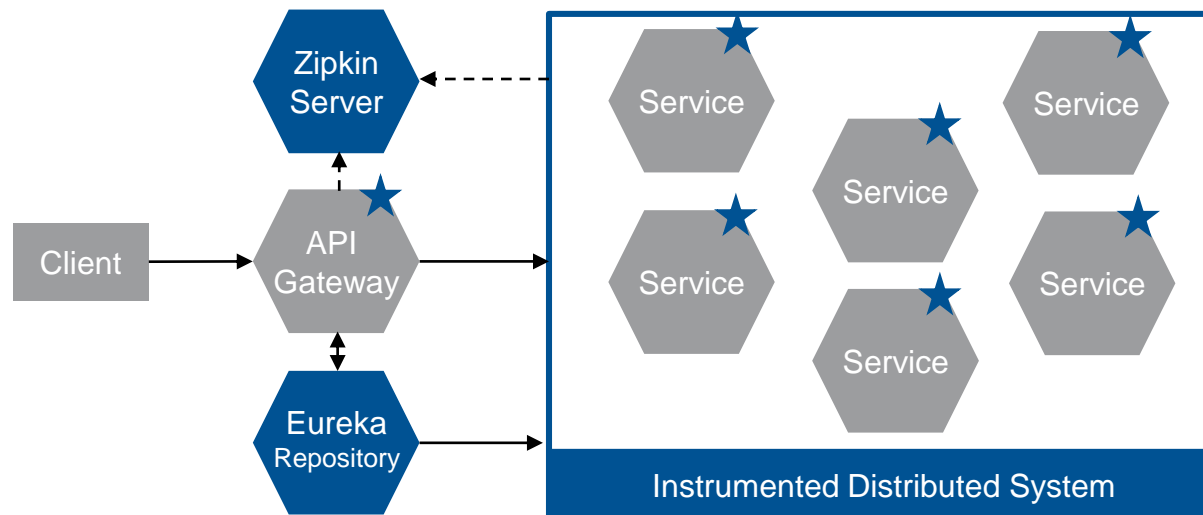 Zipkin
Server
Client
API
Gateway
Eureka
Repository
Service
Service
Service
Service
Service
Service
Instrumented Distributed System